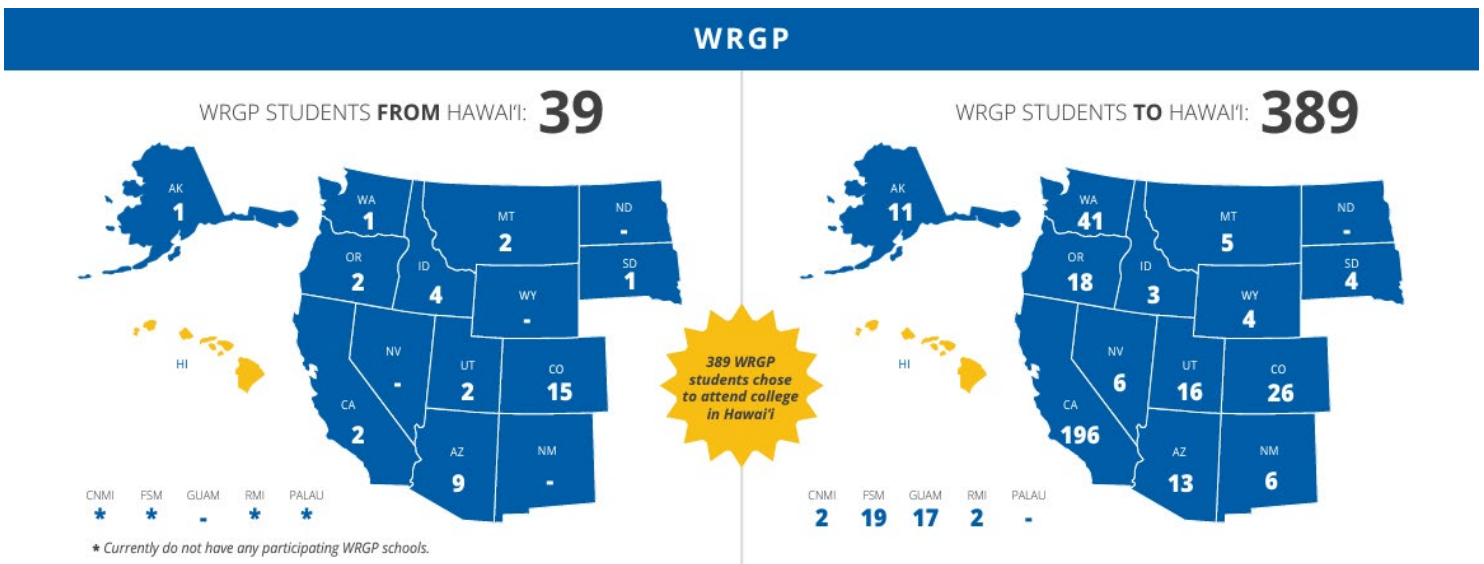 WRGP
WRGP STUDENTS FROM HAWAI‘I: 39
AK
1
WA
1
MT
2
ND
-
OR
2
ID
4
SD
1
WY
-
HI
NV
-
UT
2
CO
15
CA
2
AZ
9
NM
-
CNMI FSM GUAM RMI PALAU
* * - * *
* Currently do not have any participating WRGP schools.
389 WRGP
students chose
to attend college
in Hawai‘i
WRGP STUDENTS TO HAWAI‘I: 389
AK
11
WA
41
MT
5
ND
-
OR
18
ID
3
SD
4
WY
4
HI
NV
6
UT
16
CO
26
CA
196
AZ
13
NM
6
CNMI FSM GUAM RMI PALAU
2 19 17 2 -